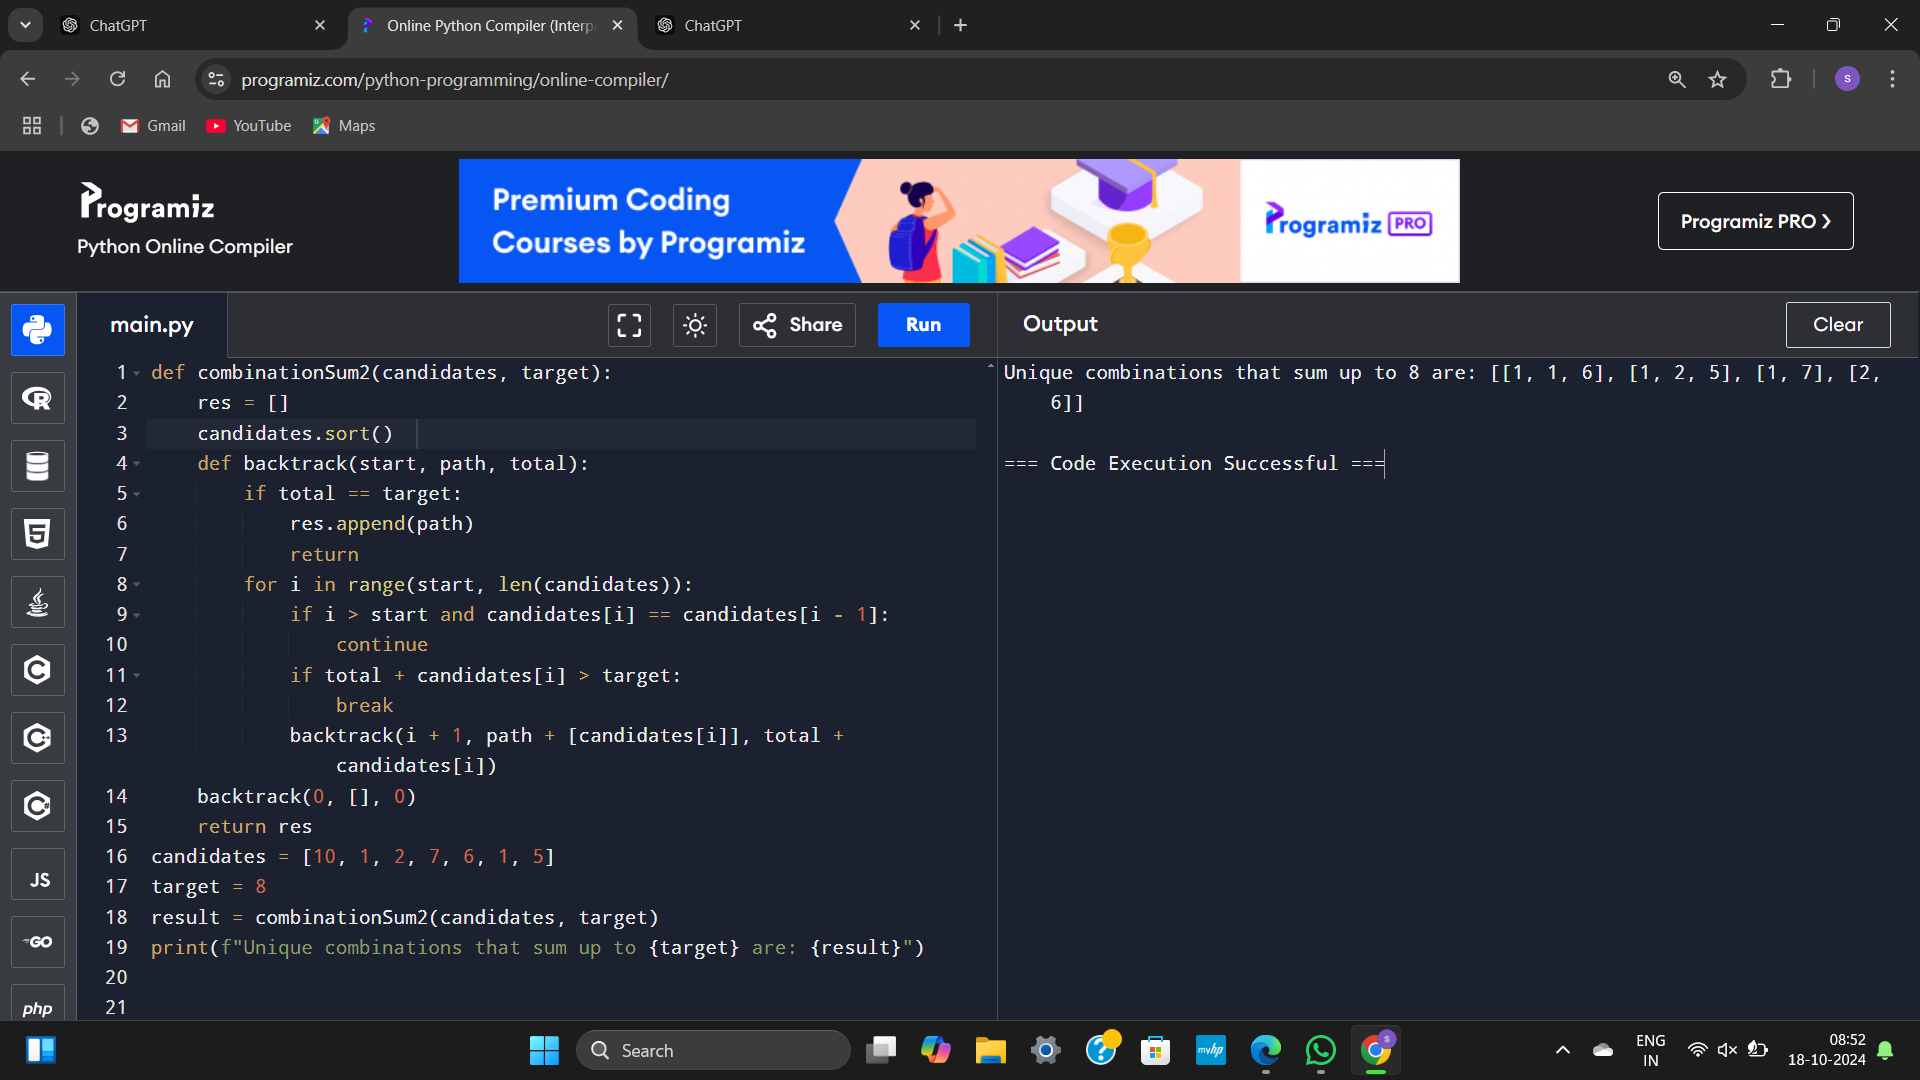 ChatGPT
Online Python Compiler (Interp
ChatGPT
programiz.com/python-programming/online-compiler/
S
Gmail
YouTube
Maps
Programiz
Python Online Compiler
Premium Coding
Courses by Programiz
Programiz PRO
Programiz PRO ❯
main.py
Share
Run
Output
Clear
1 def combinationSum2(candidates, target):
2     res = []
3     candidates.sort()
4     def backtrack(start, path, total):
5         if total == target:
6             res.append(path)
7             return
8         for i in range(start, len(candidates)):
9             if i > start and candidates[i] == candidates[i - 1]:
10                 continue
11             if total + candidates[i] > target:
12                 break
13             backtrack(i + 1, path + [candidates[i]], total +
                candidates[i])
14     backtrack(0, [], 0)
15     return res
16 candidates = [10, 1, 2, 7, 6, 1, 5]
17 target = 8
18 result = combinationSum2(candidates, target)
19 print(f"Unique combinations that sum up to {target} are: {result}")
20
21
Unique combinations that sum up to 8 are: [[1, 1, 6], [1, 2, 5], [1, 7], [2,
    6]]
=== Code Execution Successful ===
R
5
C
C++
C#
JS
GO
php
Search
myhp
S
ENG
IN
08:52
18-10-2024